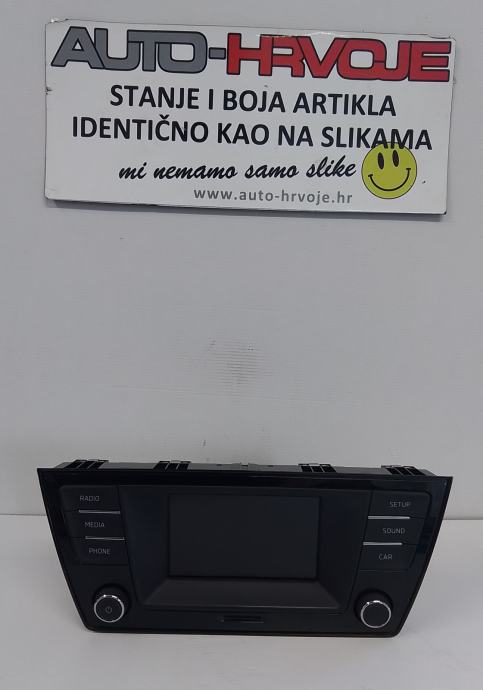 AUTO-HRVOJE
STANJE I BOJA ARTIKLA
IDENTIČNO KAO NA SLIKAMA
mi nemamo samo slike
www.auto-hrvoje.hr
RADIO
MEDIA
PHONE
SETUP
SOUND
CAR